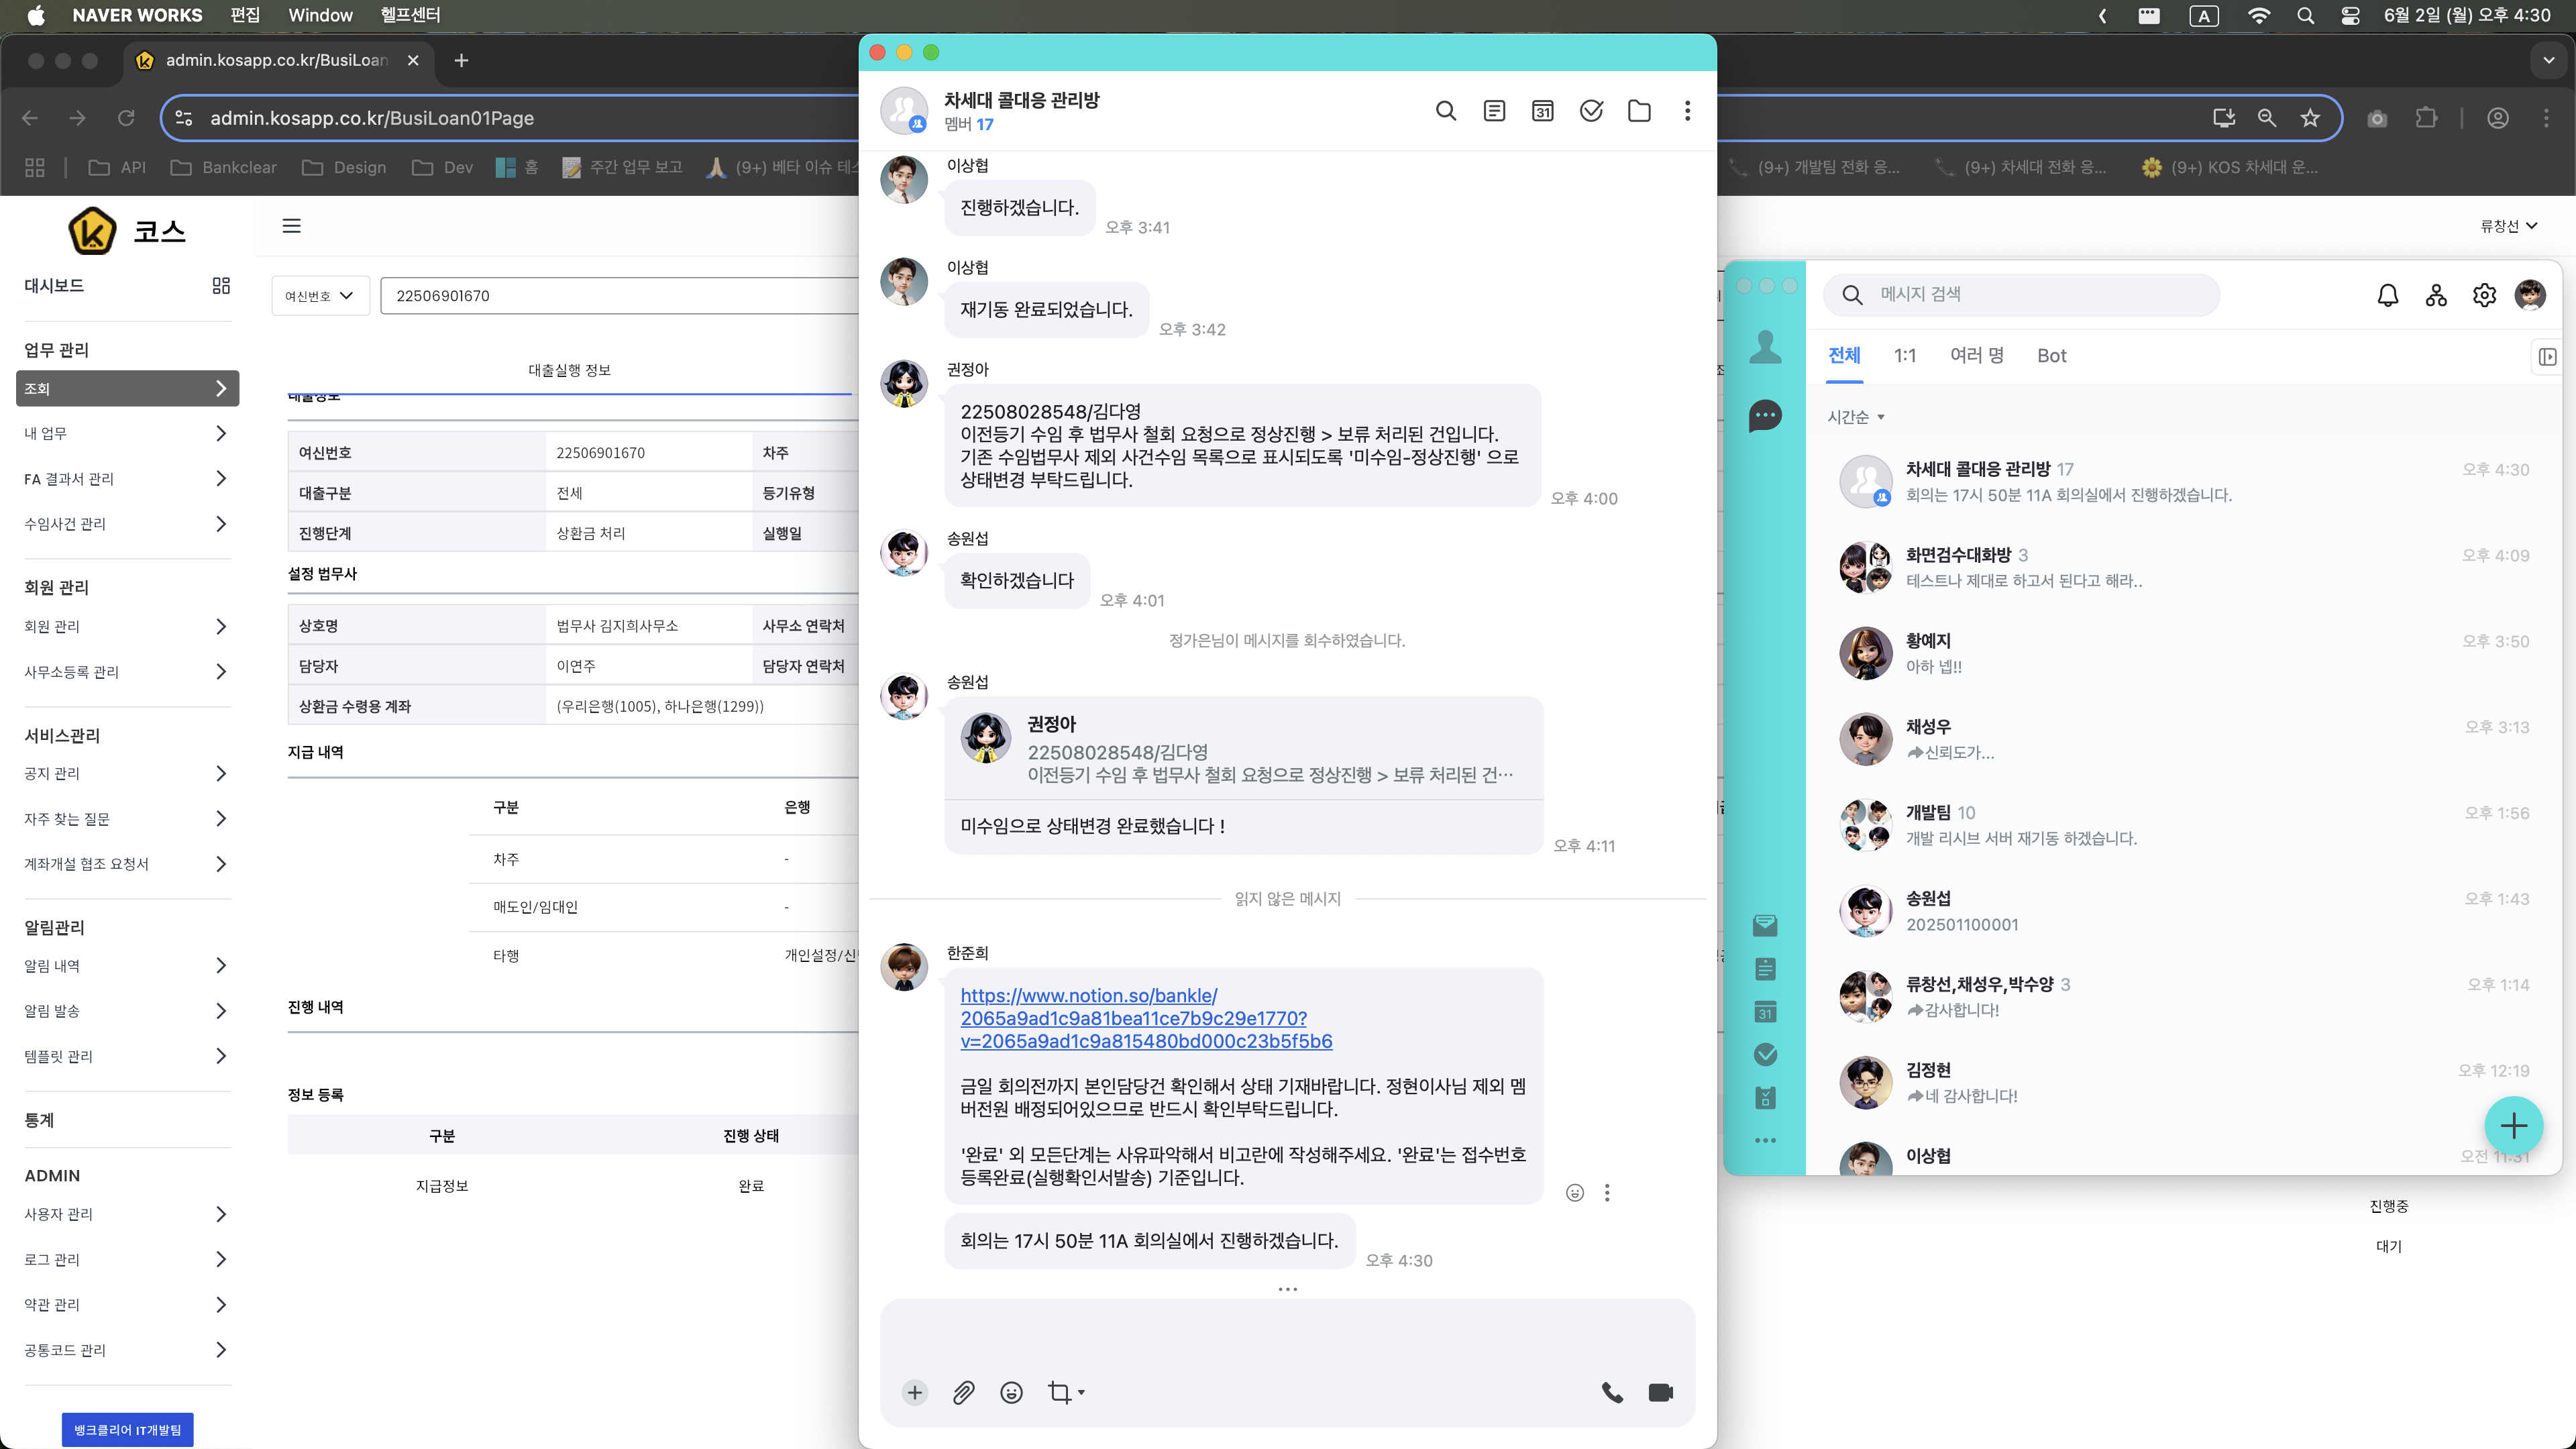 NAVER WORKS 편집 Window 헬프센터
A 6월 2일 (월) 오후 4:30
admin.kosapp.co.kr/BusiLoan
admin.kosapp.co.kr/BusiLoan01Page
API Bankclear Design Dev 홈 주간 업무 보고 (9+) 베타 이슈 테스
(9+) 개발팀 전화 응... (9+) 차세대 전화 응... (9+) KOS 차세대 운...
코스
대시보드
업무 관리
조회
내 업무
FA 결과서 관리
수임사건 관리
회원 관리
회원 관리
사무소등록 관리
서비스관리
공지 관리
자주 찾는 질문
계좌개설 협조 요청서
알림관리
알림 내역
알림 발송
템플릿 관리
통계
ADMIN
사용자 관리
로그 관리
약관 관리
공통코드 관리
뱅크클리어 IT개발팀
류창선
여신번호 22506901670
대출실행 정보
대출정보
여신번호 22506901670 차주
대출구분 전세 등기유형
진행단계 상환금 처리 실행일
설정 법무사
상호명 법무사 김지희사무소 사무소 연락처
담당자 이연주 담당자 연락처
상환금 수령용 계좌 (우리은행(1005), 하나은행(1299))
지급 내역
구분 은행
차주 -
매도인/임대인 -
타행 개인설정/신
진행 내역
정보 등록
구분 진행 상태
지급정보 완료
진행중
대기
차세대 콜대응 관리방
멤버 17
31
이상협
진행하겠습니다.
오후 3:41
이상협
재기동 완료되었습니다.
오후 3:42
권정아
22508028548/김다영
이전등기 수임 후 법무사 철회 요청으로 정상진행 > 보류 처리된 건입니다.
기존 수임법무사 제외 사건수임 목록으로 표시되도록 '미수임-정상진행' 으로
상태변경 부탁드립니다.
오후 4:00
송원섭
확인하겠습니다
오후 4:01
정가은님이 메시지를 회수하였습니다.
송원섭
권정아
22508028548/김다영
이전등기 수임 후 법무사 철회 요청으로 정상진행 > 보류 처리된 건…
미수임으로 상태변경 완료했습니다 !
오후 4:11
읽지 않은 메시지
한준희
https://www.notion.so/bankle/
2065a9ad1c9a81bea11ce7b9c29e1770?
v=2065a9ad1c9a815480bd000c23b5f5b6
금일 회의전까지 본인담당건 확인해서 상태 기재바랍니다. 정현이사님 제외 멤
버전원 배정되어있으므로 반드시 확인부탁드립니다.
'완료' 외 모든단계는 사유파악해서 비고란에 작성해주세요. '완료'는 접수번호
등록완료(실행확인서발송) 기준입니다.
회의는 17시 50분 11A 회의실에서 진행하겠습니다.
오후 4:30
메시지 검색
전체 1:1 여러 명 Bot
시간순
차세대 콜대응 관리방 17 오후 4:30
회의는 17시 50분 11A 회의실에서 진행하겠습니다.
화면검수대화방 3 오후 4:09
테스트나 제대로 하고서 된다고 해라..
황예지 오후 3:50
아하 넵!!
채성우 오후 3:13
신뢰도가...
개발팀 10 오후 1:56
개발 리시브 서버 재기동 하겠습니다.
송원섭 오후 1:43
202501100001
류창선,채성우,박수양 3 오후 1:14
감사합니다!
김정현 오후 12:19
네 감사합니다!
이상협 오전 11:31
31